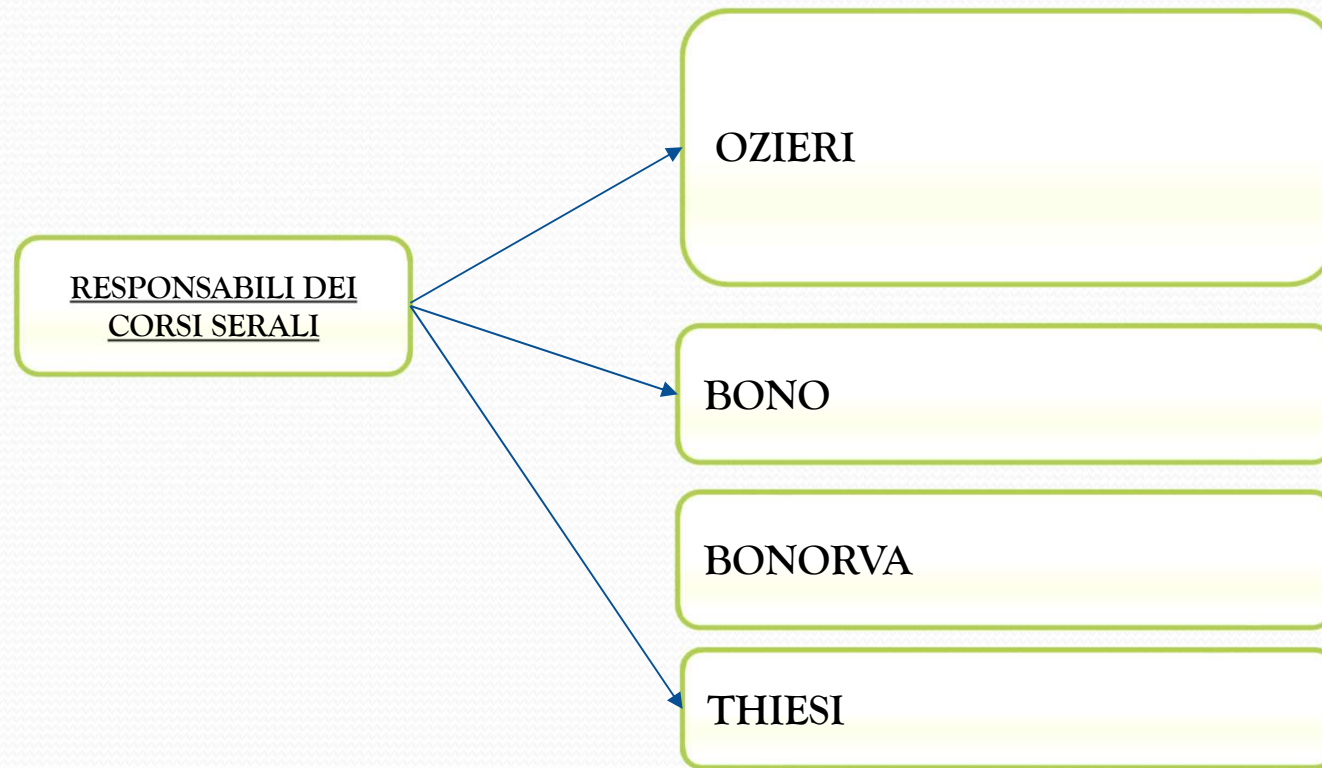 RESPONSABILI DEI
CORSI SERALI
OZIERI
BONO
BONORVA
THIESI